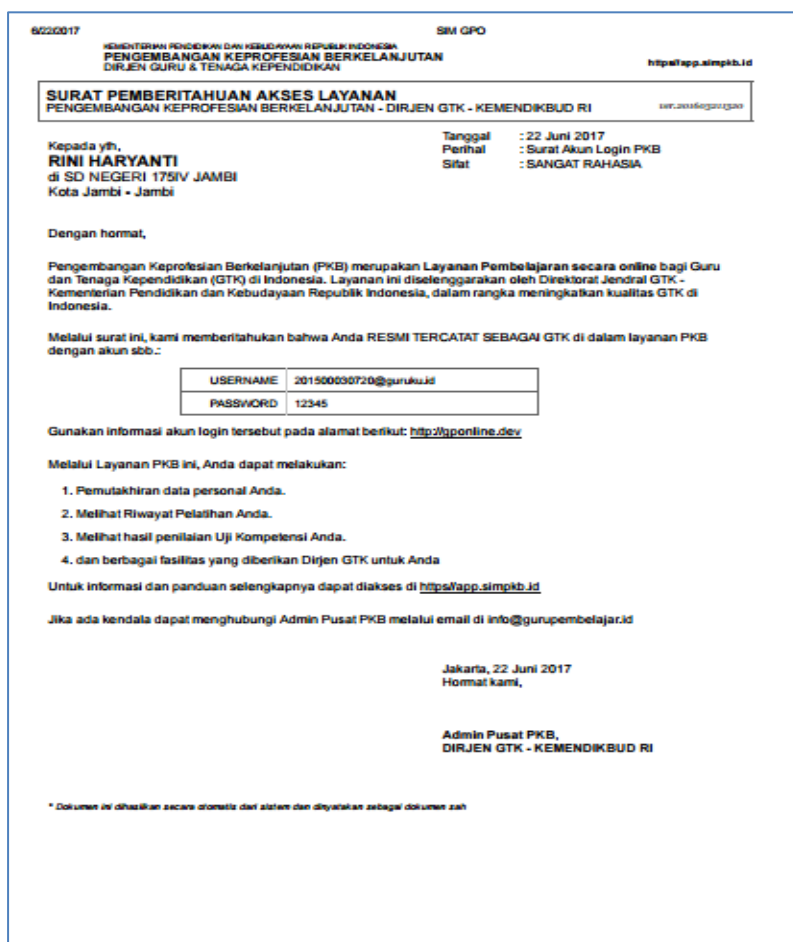 6/22/2017 SIM GPO
KEMENTERIAN PENDIDIKAN DAN KEBUDAYAAN REPUBLIK INDONESIA
PENGEMBANGAN KEPROFESIAN BERKELANJUTAN
DIRJEN GURU & TENAGA KEPENDIDIKAN
https//app.simpkb.id
SURAT PEMBERITAHUAN AKSES LAYANAN
PENGEMBANGAN KEPROFESIAN BERKELANJUTAN - DIRJEN GTK - KEMENDIKBUD RI
ver.201603211320
Kepada yth,
RINI HARYANTI
di SD NEGERI 175IV JAMBI
Kota Jambi - Jambi
Tanggal : 22 Juni 2017
Perihal : Surat Akun Login PKB
Sifat : SANGAT RAHASIA
Dengan hormat,
Pengembangan Keprofesian Berkelanjutan (PKB) merupakan Layanan Pembelajaran secara online bagi Guru
dan Tenaga Kependidikan (GTK) di Indonesia. Layanan ini diselenggarakan oleh Direktorat Jendral GTK -
Kementerian Pendidikan dan Kebudayaan Republik Indonesia, dalam rangka meningkatkan kualitas GTK di
Indonesia.
Melalui surat ini, kami memberitahukan bahwa Anda RESMI TERCATAT SEBAGAI GTK di dalam layanan PKB
dengan akun sbb.:
USERNAME 201500030720@guruku.id
PASSWORD 12345
Gunakan informasi akun login tersebut pada alamat berikut: http://gponline.dev
Melalui Layanan PKB ini, Anda dapat melakukan:
1. Pemutakhiran data personal Anda.
2. Melihat Riwayat Pelatihan Anda.
3. Melihat hasil penilaian Uji Kompetensi Anda.
4. dan berbagai fasilitas yang diberikan Dirjen GTK untuk Anda
Untuk informasi dan panduan selengkapnya dapat diakses di https//app.simpkb.id
Jika ada kendala dapat menghubungi Admin Pusat PKB melalui email di info@gurupembelajar.id
Jakarta, 22 Juni 2017
Hormat kami,
Admin Pusat PKB,
DIRJEN GTK - KEMENDIKBUD RI
* Dokumen ini dihasilkan secara otomatis dari sistem dan dinyatakan sebagai dokumen sah